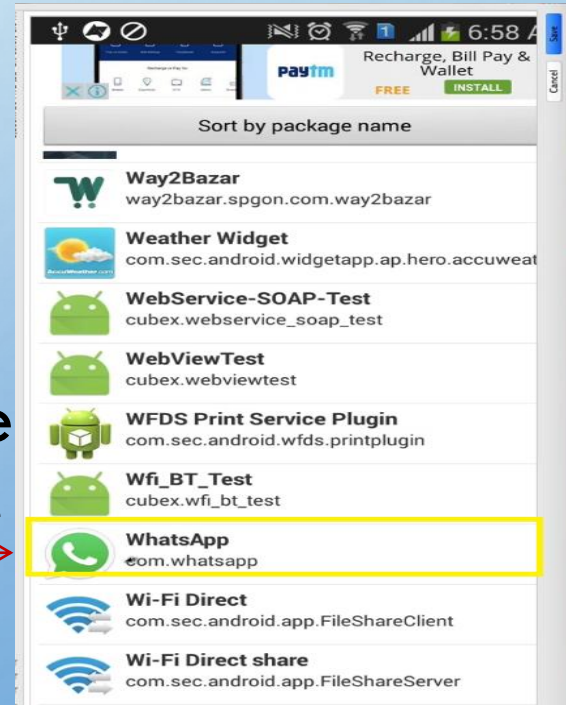 6:58 A
Paytm
Recharge, Bill Pay &
Wallet
FREE
INSTALL
Save
Cancel
Sort by package name
Way2Bazar
way2bazar.spgon.com.way2bazar
Weather Widget
com.sec.android.widgetapp.ap.hero.accuweat
AccuWeather.com
WebService-SOAP-Test
cubex.webservice_soap_test
WebViewTest
cubex.webviewtest
WFDS Print Service Plugin
com.sec.android.wfds.printplugin
e
Wfi_BT_Test
cubex.wfi_bt_test
WhatsApp
com.whatsapp
Wi-Fi Direct
com.sec.android.app.FileShareClient
Wi-Fi Direct share
com.sec.android.app.FileShareServer